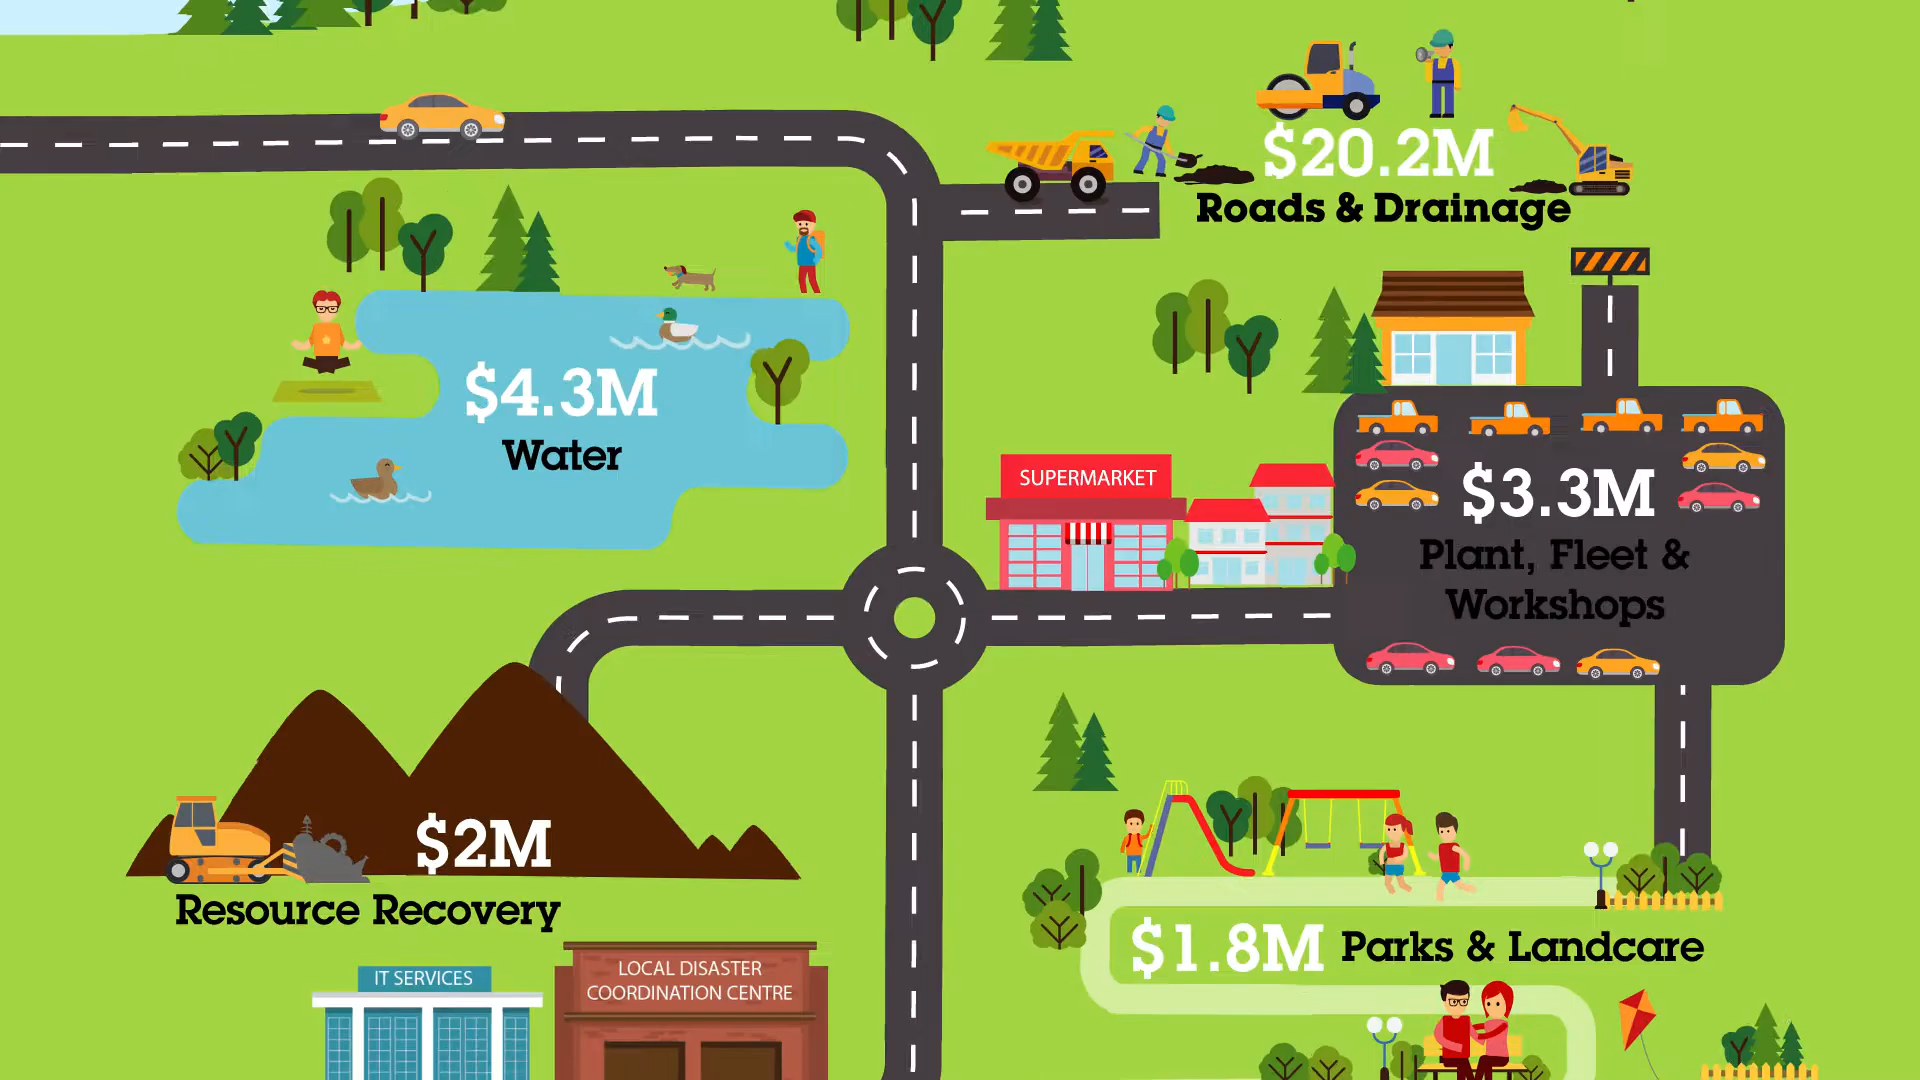 $20.2M
Roads & Drainage
$4.3M
Water
SUPERMARKET
$3.3M
Plant, Fleet &
Workshops
$2M
Resource Recovery
$1.8M Parks & Landcare
IT SERVICES
LOCAL DISASTER
COORDINATION CENTRE